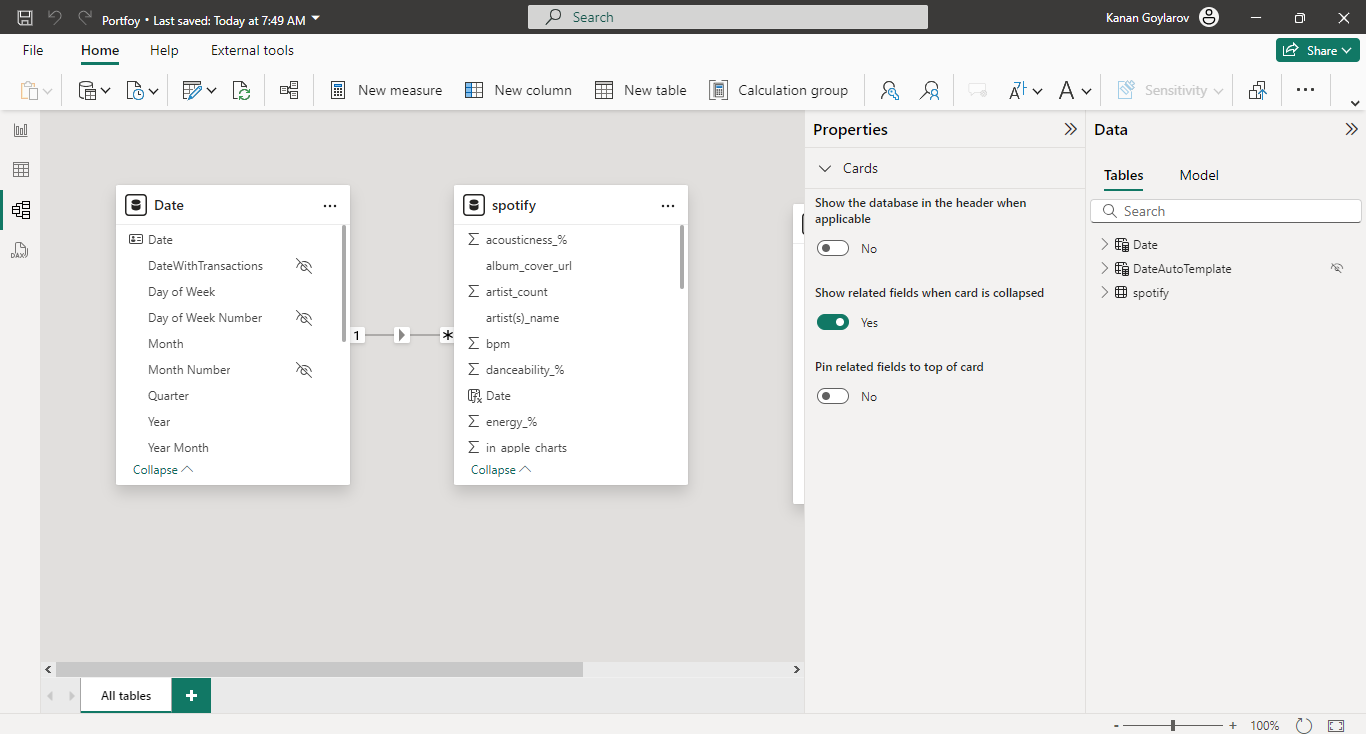 Portfoy • Last saved: Today at 7:49 AM
Search
Kanan Goylarov
File
Home
Help
External tools
Share
New measure
New column
New table
Calculation group
Sensitivity
Date
Date
DateWithTransactions
Day of Week
Day of Week Number
Month
Month Number
Quarter
Year
Year Month
Collapse
1
*
spotify
acousticness_%
album_cover_url
artist_count
artist(s)_name
bpm
danceability_%
Date
energy_%
in_apple_charts
Collapse
Properties
Cards
Show the database in the header when
applicable
No
Show related fields when card is collapsed
Yes
Pin related fields to top of card
No
Data
Tables
Model
Search
Date
DateAutoTemplate
spotify
DAX
All tables
+
- + 100%